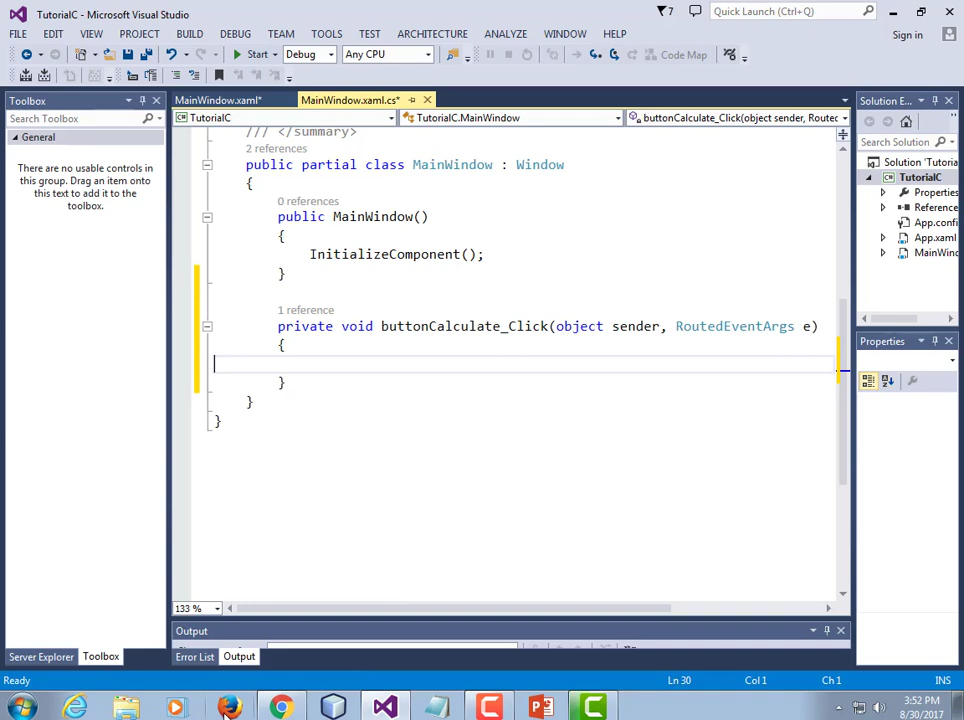 TutorialC - Microsoft Visual Studio
7
Quick Launch (Ctrl+Q)
FILE EDIT VIEW PROJECT BUILD DEBUG TEAM TOOLS TEST ARCHITECTURE ANALYZE WINDOW HELP
Sign in
Start Debug Any CPU Code Map
Toolbox
Search Toolbox
General
There are no usable controls in
this group. Drag an item onto
this text to add it to the
toolbox.
Server Explorer Toolbox
MainWindow.xaml* MainWindow.xaml.cs*
TutorialC TutorialC.MainWindow buttonCalculate_Click(object sender, Routec
/// </summary>
2 references
public partial class MainWindow : Window
{
0 references
public MainWindow()
{
InitializeComponent();
}
1 reference
private void buttonCalculate_Click(object sender, RoutedEventArgs e)
{
}
}
}
133 %
Output
Error List Output
Solution E...
Search Solution
Solution 'Tutoria
TutorialC
Properties
Reference
App.confi
App.xaml
MainWind
Properties
Ready
Ln 30 Col 1 Ch 1 INS
3:52 PM
8/30/2017